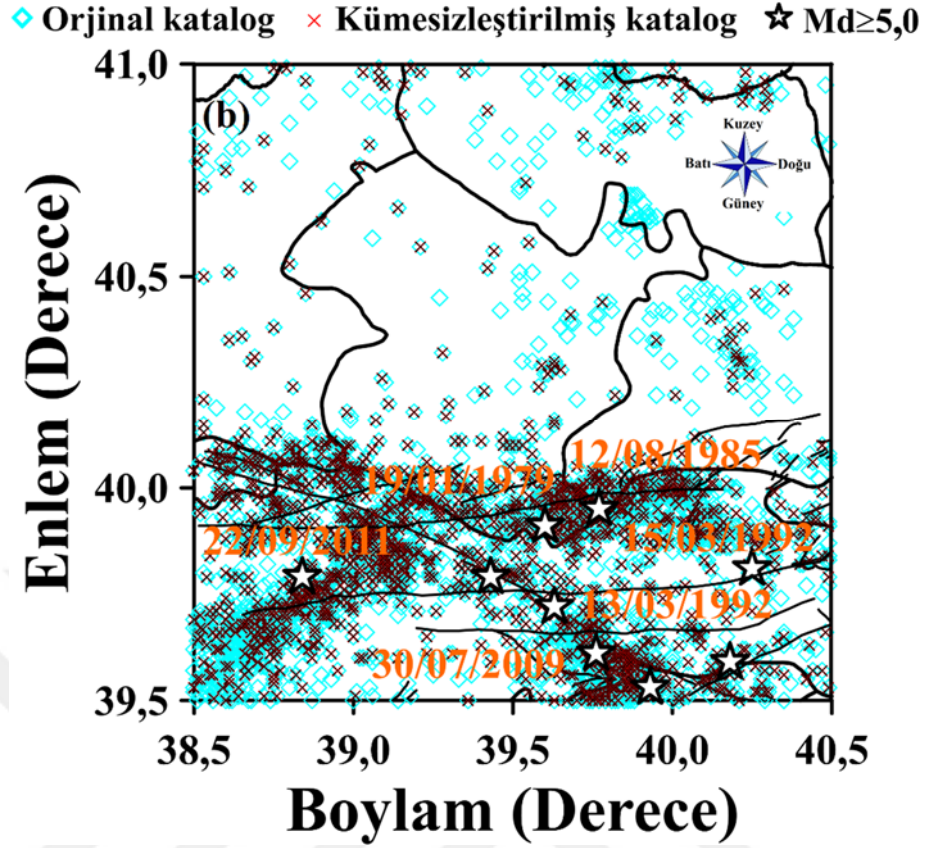 Orjinal katalog Kümesizleştirilmiş katalog Md≥5,0
41,0
(b)
Kuzey
Batı Doğu
Güney
40,5
Enlem (Derece)
12/08/1985
19/01/1979
40,0
15/03/1992
22/09/2011
13/03/1992
30/07/2009
39,5
38,5 39,0 39,5 40,0 40,5
Boylam (Derece)